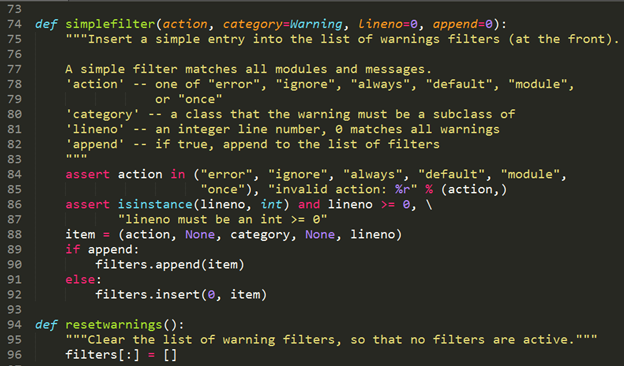 73
74 def simplefilter(action, category=Warning, lineno=0, append=0):
75     """Insert a simple entry into the list of warnings filters (at the front).
76
77     A simple filter matches all modules and messages.
78     'action' -- one of "error", "ignore", "always", "default", "module",
79                 or "once"
80     'category' -- a class that the warning must be a subclass of
81     'lineno' -- an integer line number, 0 matches all warnings
82     'append' -- if true, append to the list of filters
83     """
84     assert action in ("error", "ignore", "always", "default", "module",
85                       "once"), "invalid action: %r" % (action,)
86     assert isinstance(lineno, int) and lineno >= 0, \
87            "lineno must be an int >= 0"
88     item = (action, None, category, None, lineno)
89     if append:
90         filters.append(item)
91     else:
92         filters.insert(0, item)
93
94 def resetwarnings():
95     """Clear the list of warning filters, so that no filters are active."""
96     filters[:] = []